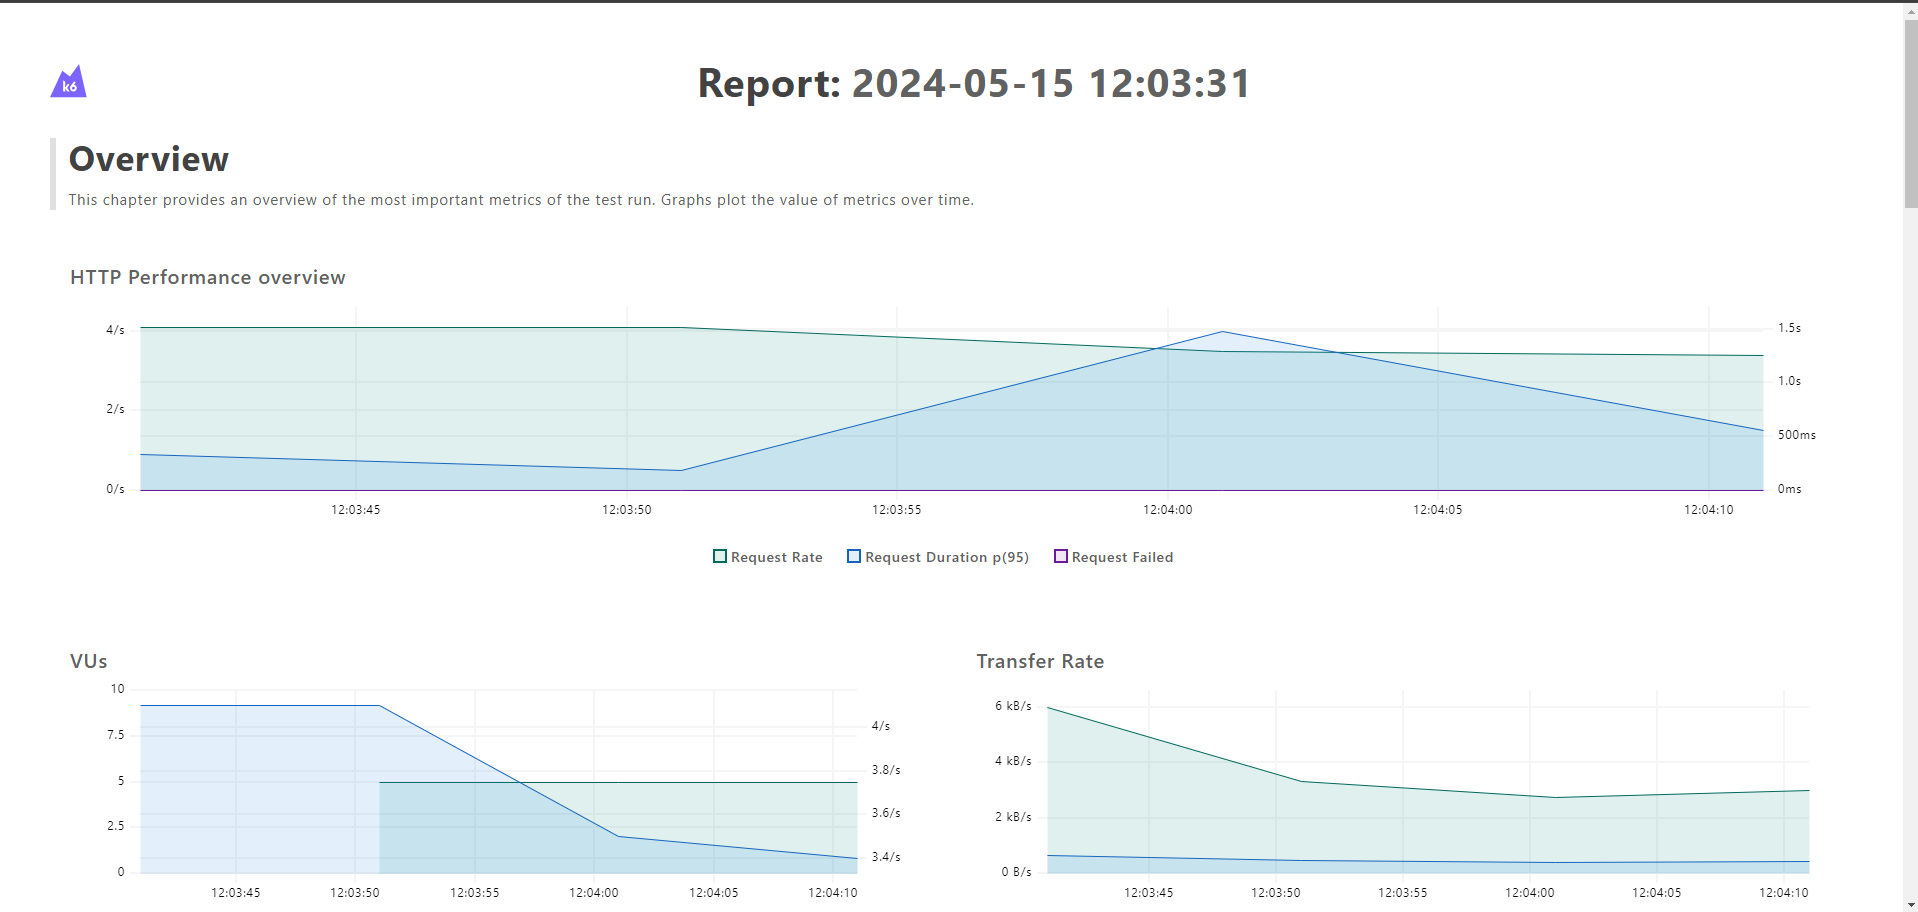 k6
Report: 2024-05-15 12:03:31
Overview
This chapter provides an overview of the most important metrics of the test run. Graphs plot the value of metrics over time.
HTTP Performance overview
4/s
2/s
0/s
1.5s
1.0s
500ms
0ms
12:03:45 12:03:50 12:03:55 12:04:00 12:04:05 12:04:10
Request Rate Request Duration p(95) Request Failed
VUs
10
7.5
5
2.5
0
4/s
3.8/s
3.6/s
3.4/s
12:03:45 12:03:50 12:03:55 12:04:00 12:04:05 12:04:10
Transfer Rate
6 kB/s
4 kB/s
2 kB/s
0 B/s
12:03:45 12:03:50 12:03:55 12:04:00 12:04:05 12:04:10